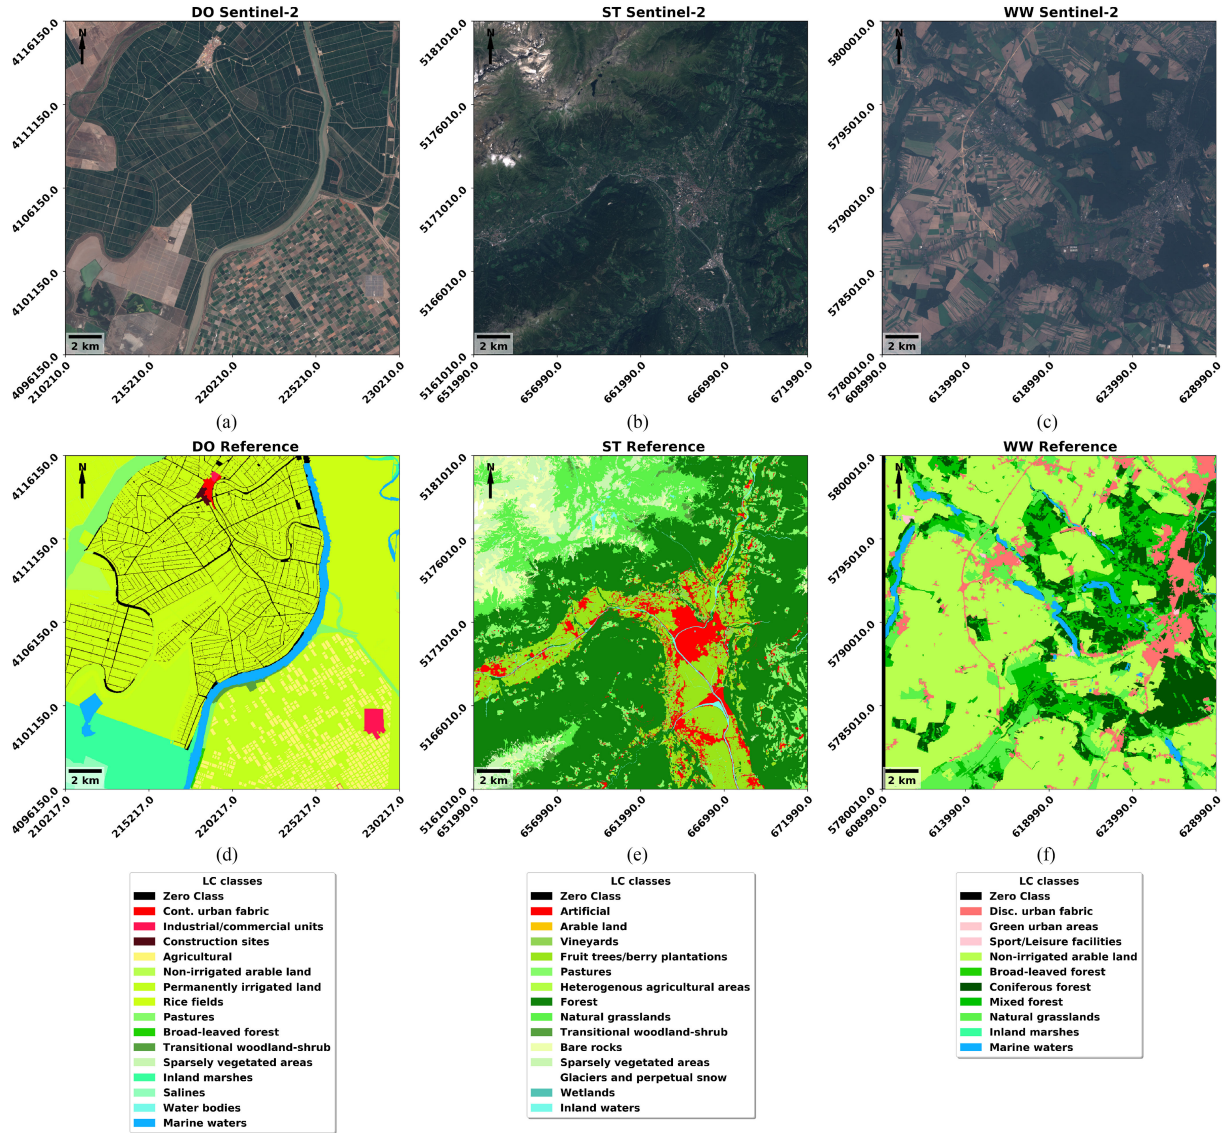 DO Sentinel-2
4116150.0
4111150.0
4106150.0
4101150.0
4096150.0
N
2 km
210210.0
215210.0
220210.0
225210.0
230210.0
(a)
ST Sentinel-2
5181010.0
5176010.0
5171010.0
5166010.0
5161010.0
N
2 km
651990.0
656990.0
661990.0
666990.0
671990.0
(b)
WW Sentinel-2
5800010.0
5795010.0
5790010.0
5785010.0
5780010.0
N
2 km
608990.0
613990.0
618990.0
623990.0
628990.0
(c)
DO Reference
4116150.0
4111150.0
4106150.0
4101150.0
4096150.0
N
2 km
210217.0
215217.0
220217.0
225217.0
230217.0
(d)
ST Reference
5181010.0
5176010.0
5171010.0
5166010.0
5161010.0
N
2 km
651990.0
656990.0
661990.0
666990.0
671990.0
(e)
WW Reference
5800010.0
5795010.0
5790010.0
5785010.0
5780010.0
N
2 km
608990.0
613990.0
618990.0
623990.0
628990.0
(f)
LC classes
Zero Class
Cont. urban fabric
Industrial/commercial units
Construction sites
Agricultural
Non-irrigated arable land
Permanently irrigated land
Rice fields
Pastures
Broad-leaved forest
Transitional woodland-shrub
Sparsely vegetated areas
Inland marshes
Salines
Water bodies
Marine waters
LC classes
Zero Class
Artificial
Arable land
Vineyards
Fruit trees/berry plantations
Pastures
Heterogenous agricultural areas
Forest
Natural grasslands
Transitional woodland-shrub
Bare rocks
Sparsely vegetated areas
Glaciers and perpetual snow
Wetlands
Inland waters
LC classes
Zero Class
Disc. urban fabric
Green urban areas
Sport/Leisure facilities
Non-irrigated arable land
Broad-leaved forest
Coniferous forest
Mixed forest
Natural grasslands
Inland marshes
Marine waters